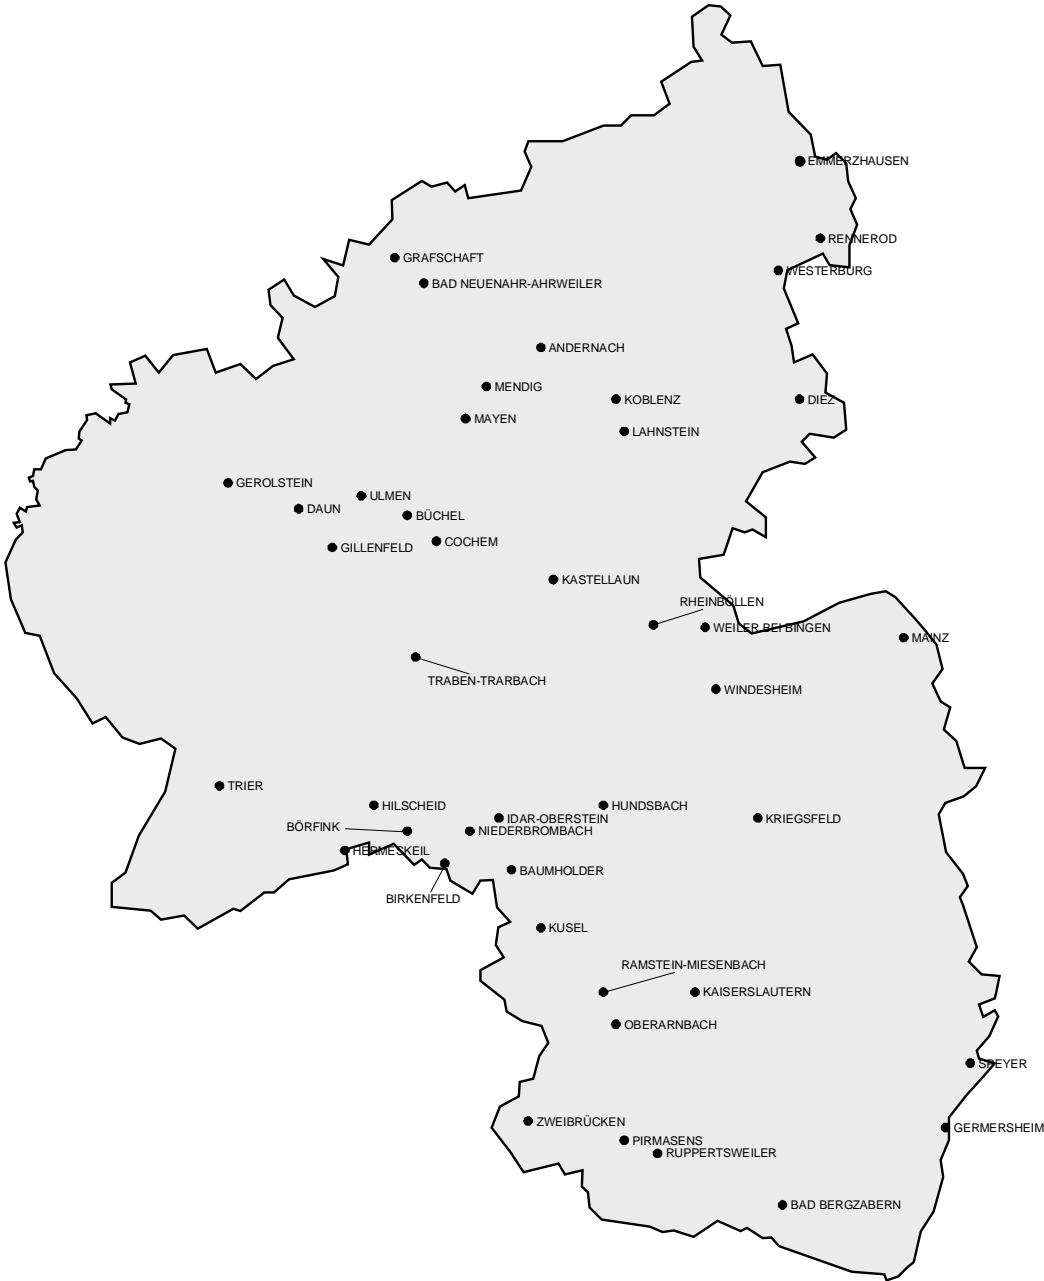 EMMERZHAUSEN
RENNEROD
GRAFSCHAFT
WESTERBURG
BAD NEUENAHR-AHRWEILER
ANDERNACH
MENDIG
KOBLENZ
DIEZ
MAYEN
LAHNSTEIN
GEROLSTEIN
ULMEN
DAUN
BÜCHEL
COCHEM
GILLENFELD
KASTELLAUN
RHEINBÖLLEN
WEILER BEI BINGEN
MAINZ
TRABEN-TRARBACH
WINDESHEIM
TRIER
HILSCHEID
HUNDSBACH
IDAR-OBERSTEIN
KRIEGSFELD
BÖRFINK
NIEDERBROMBACH
HERMESKEIL
BAUMHOLDER
BIRKENFELD
KUSEL
RAMSTEIN-MIESENBACH
KAISERSLAUTERN
OBERARNBACH
SPEYER
ZWEIBRÜCKEN
GERMERSHEIM
PIRMASENS
RUPPERTSWEILER
BAD BERGZABERN